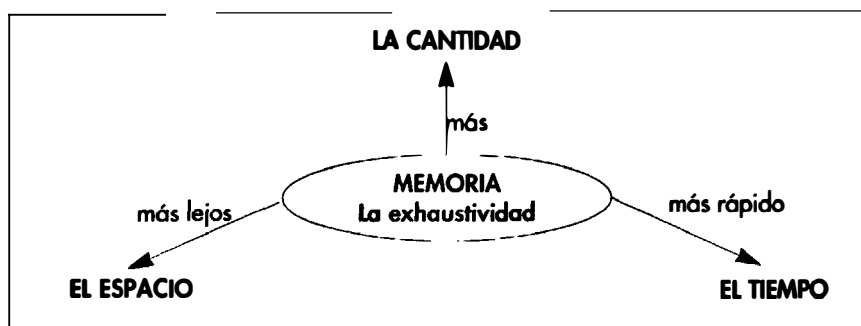 LA CANTIDAD
más
MEMORIA
La exhaustividad
más lejos
más rápido
EL ESPACIO
EL TIEMPO